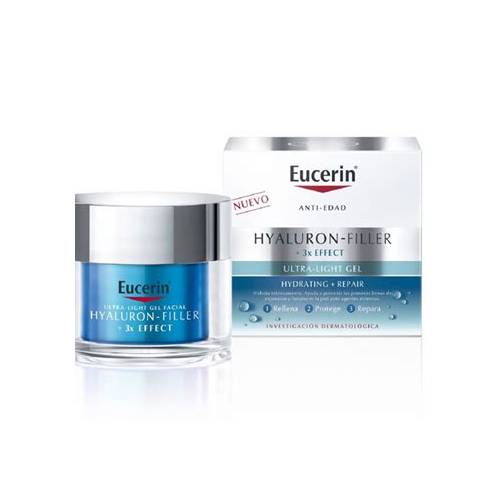 Eucerin
ULTRA-LIGHT GEL FACIAL
HYALURON-FILLER
+ 3x EFFECT
NUEVO
Eucerin®
ANTI-EDAD
HYALURON-FILLER
+ 3x EFFECT
ULTRA-LIGHT GEL
HYDRATING + REPAIR
1 Rellena 2 Protege 3 Repara
INVESTIGACIÓN DERMATOLÓGICA